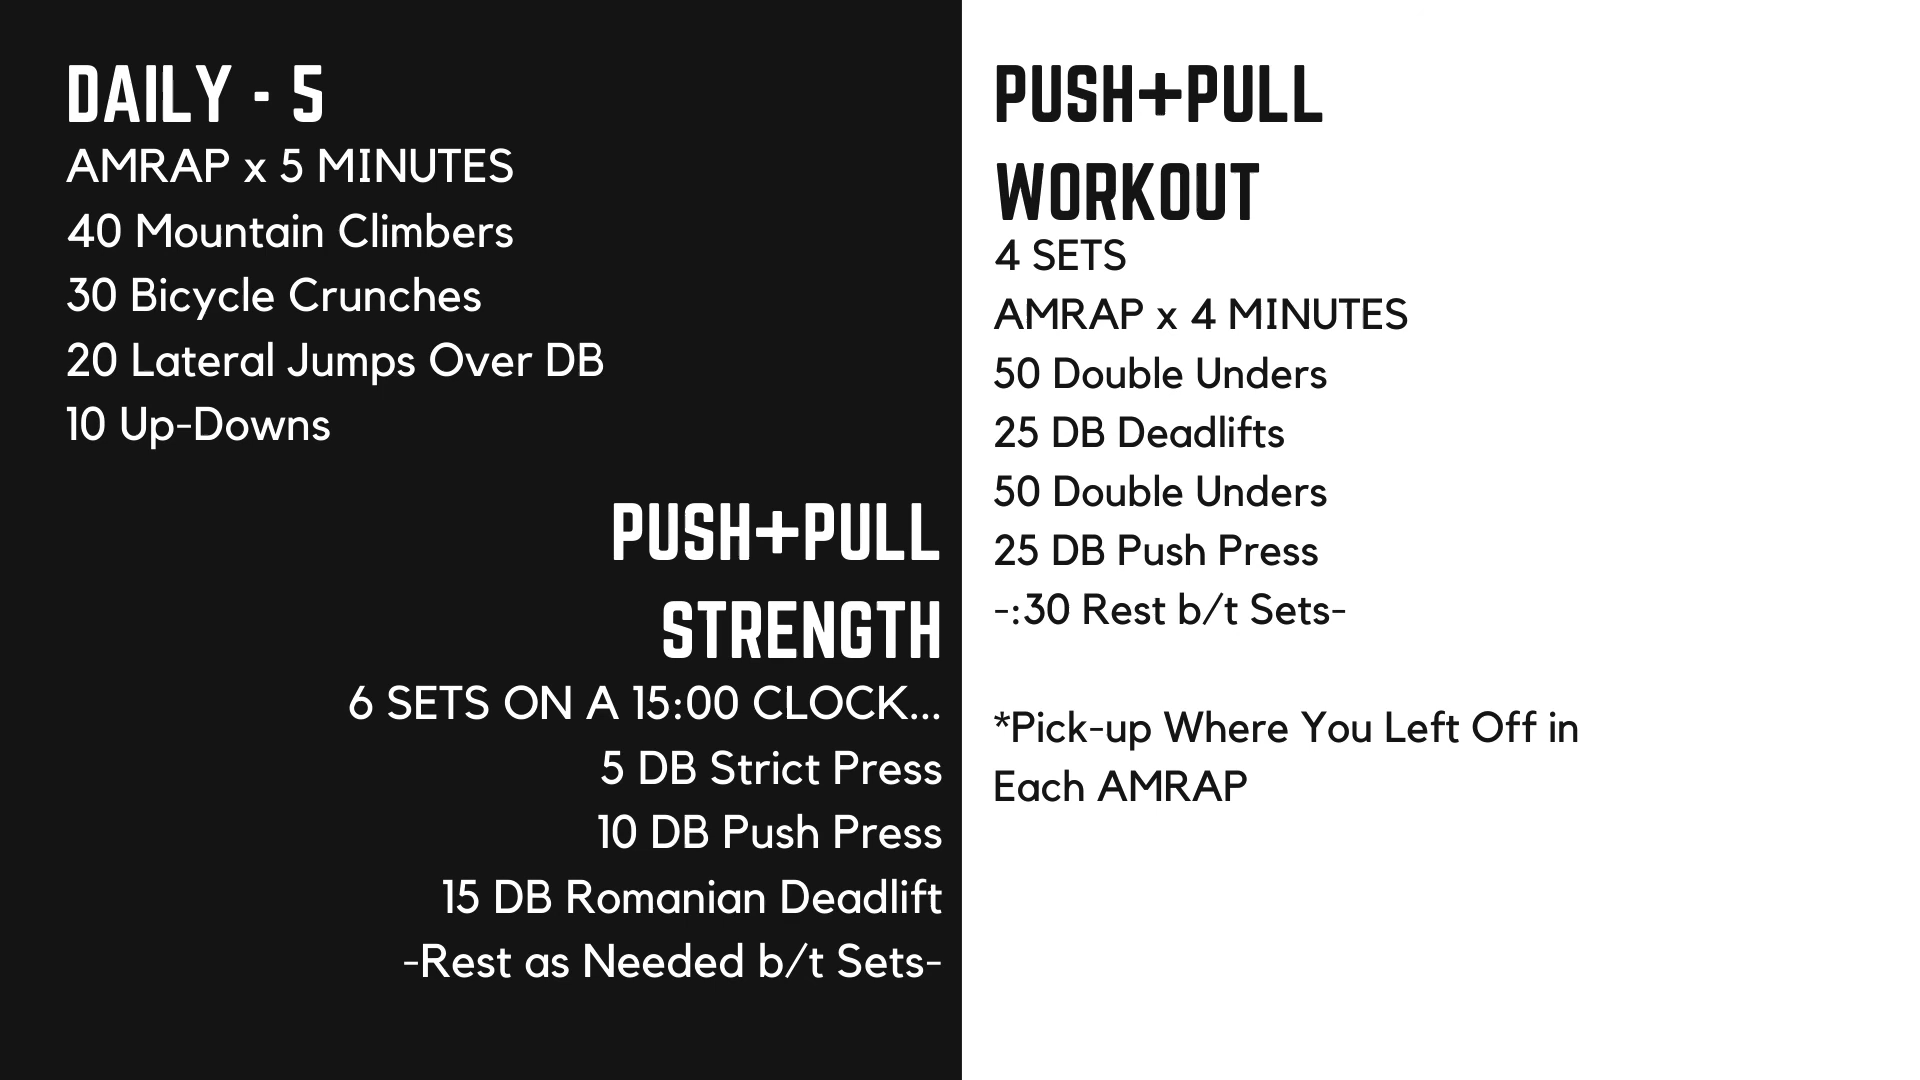 DAILY - 5
AMRAP x 5 MINUTES
40 Mountain Climbers
30 Bicycle Crunches
20 Lateral Jumps Over DB
10 Up-Downs
PUSH+PULL
STRENGTH
6 SETS ON A 15:00 CLOCK...
5 DB Strict Press
10 DB Push Press
15 DB Romanian Deadlift
-Rest as Needed b/t Sets-
PUSH+PULL
WORKOUT
4 SETS
AMRAP x 4 MINUTES
50 Double Unders
25 DB Deadlifts
50 Double Unders
25 DB Push Press
-:30 Rest b/t Sets-
*Pick-up Where You Left Off in
Each AMRAP